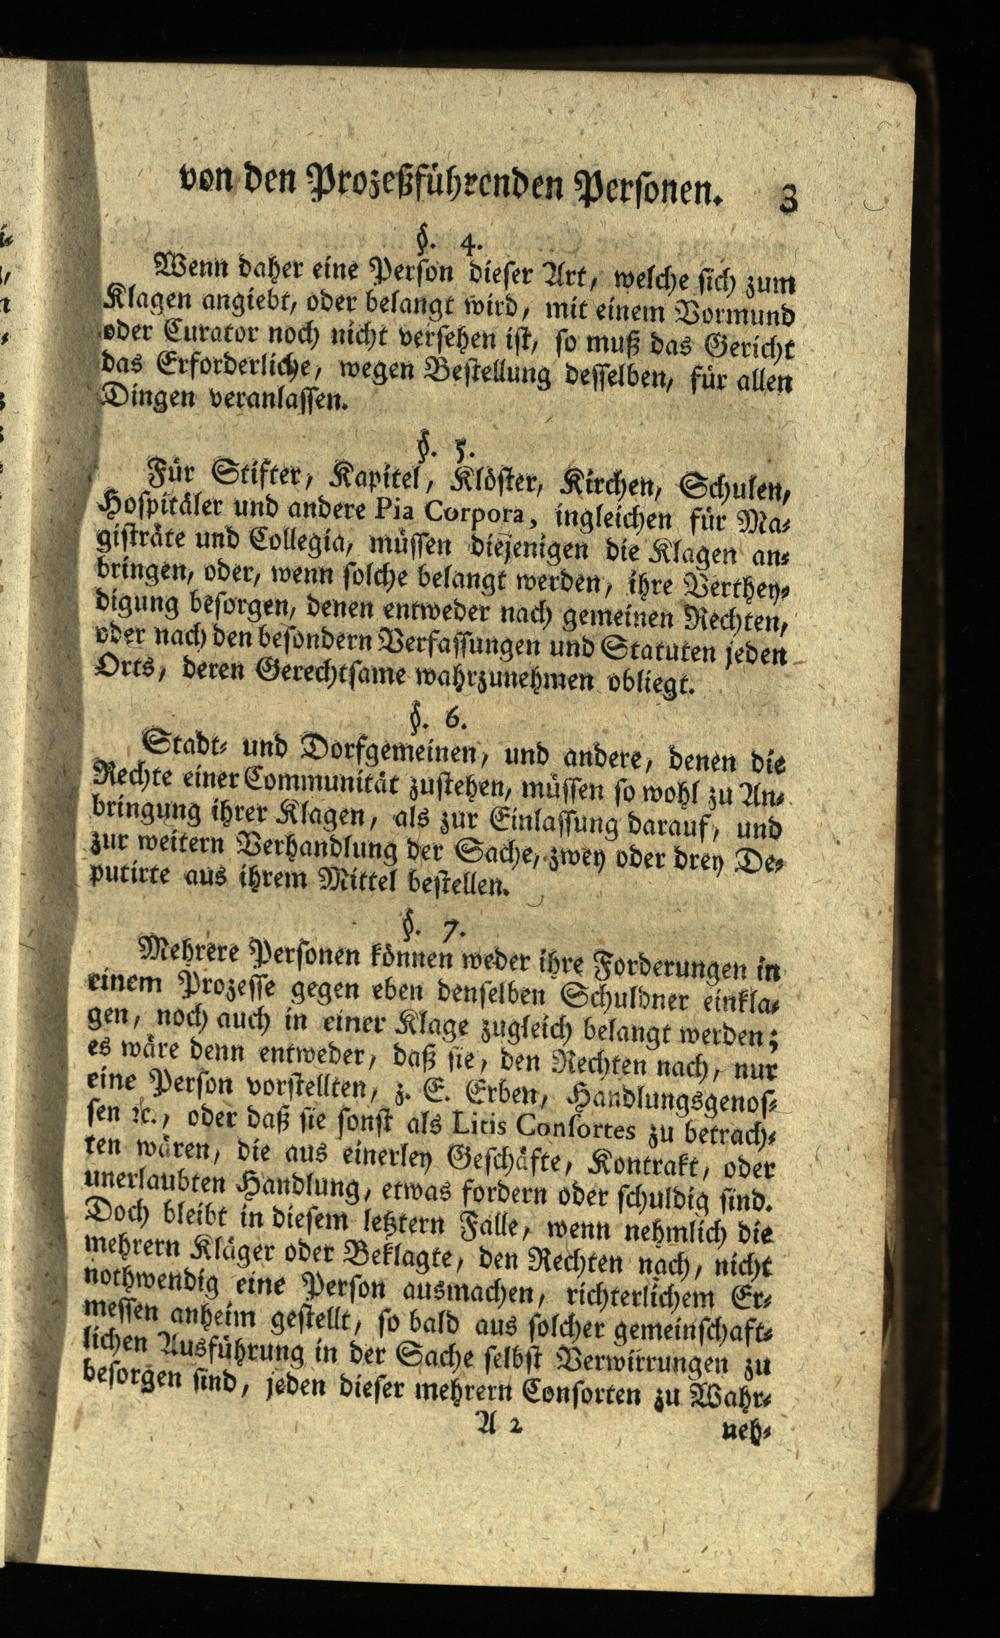 von den Prozeßführenden Personen. 3
§. 4.
Wenn daher eine Person dieser Art, welche sich zum
Klagen angiebt, oder belangt wird, mit einem Vormund
oder Curator noch nicht versehen ist, so muß das Gericht
das Erforderliche, wegen Bestellung desselben, für allen
Dingen veranlassen.
§. 5.
Für Stifter, Kapitel, Klöster, Kirchen, Schulen,
Hospitäler und andere Pia Corpora, ingleichen für Ma-
gisträte und Collegia, müssen diejenigen die Klagen an-
bringen, oder, wenn solche belangt werden, ihre Verthey-
digung besorgen, denen entweder nach gemeinen Rechten,
oder nach den besondern Verfassungen und Statuten jeden
Orts, deren Gerechtsame wahrzunehmen obliegt.
§. 6.
Stadt- und Dorfgemeinen, und andere, denen die
Rechte einer Communität zustehen, müssen so wohl zu An-
bringung ihrer Klagen, als zur Einlassung darauf, und
zur weitern Verhandlung der Sache, zwey oder drey De-
putirte aus ihrem Mittel bestellen.
§. 7.
Mehrere Personen können weder ihre Forderungen in
einem Prozesse gegen eben denselben Schuldner einkla-
gen, noch auch in einer Klage zugleich belangt werden;
es wäre denn entweder, daß sie, den Rechten nach, nur
eine Person vorstellten, z. E. Erben, Handlungsgenos-
sen ꝛc., oder daß sie sonst als Litis Consortes zu betrach-
ten wären, die aus einerley Geschäfte, Kontrakt, oder
unerlaubten Handlung, etwas fordern oder schuldig sind.
Doch bleibt in diesem letztern Falle, wenn nehmlich die
mehrern Kläger oder Beklagte, den Rechten nach, nicht
nothwendig eine Person ausmachen, richterlichem Er-
messen anheim gestellt, so bald aus solcher gemeinschaft-
lichen Ausführung in der Sache selbst Verwirrungen zu
besorgen sind, jeden dieser mehrern Consorten zu Wahr-
A 2 neh-